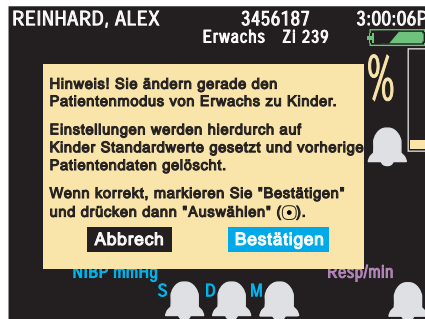 REINHARD, ALEX 3456187 3:00:06P
Erwachs ZI 239
%
Hinweis! Sie ändern gerade den
Patientenmodus von Erwachs zu Kinder.
Einstellungen werden hierdurch auf
Kinder Standardwerte gesetzt und vorherige
Patientendaten gelöscht.
Wenn korrekt, markieren Sie "Bestätigen"
und drücken dann "Auswählen" (⊙).
Abbrech Bestätigen
NIBP mmHg Resp/min
S D M